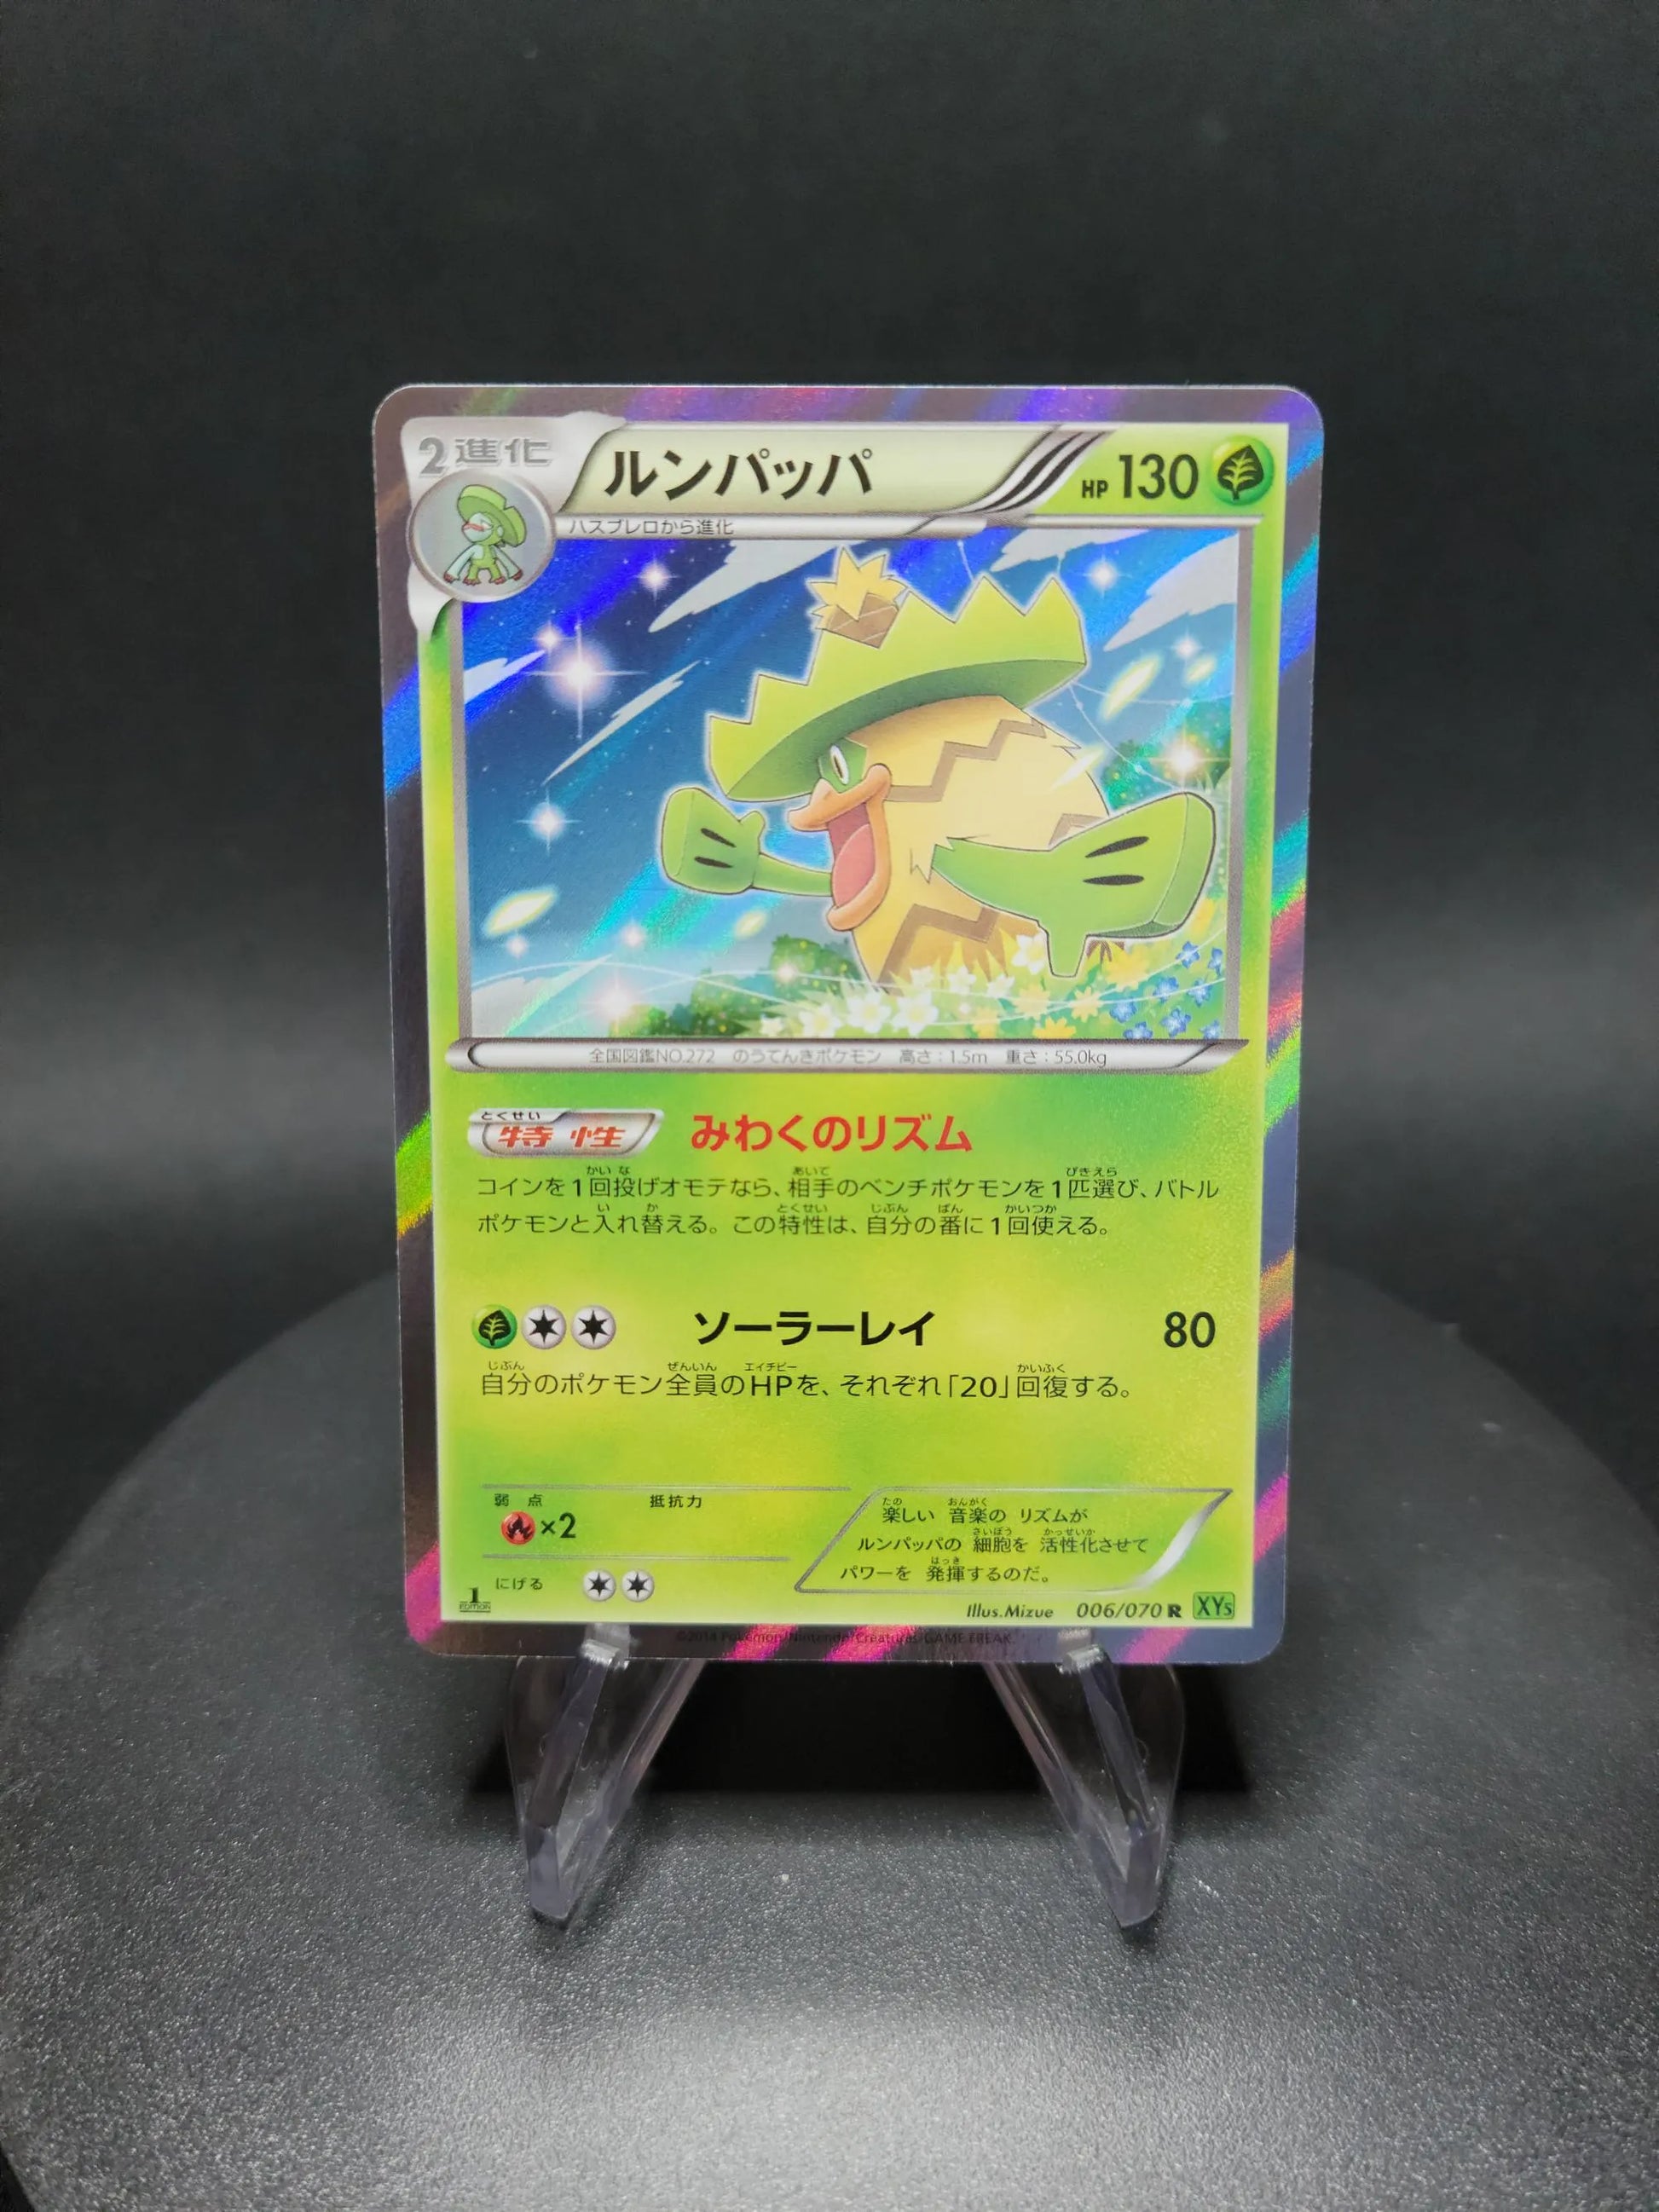 2進化
ルンパッパ
HP 130
ハスブレロから進化
全国図鑑NO.272 のうてんきポケモン 高さ:1.5m 重さ:55.0kg
とくせい
特性 みわくのリズム
かい な あいて びきえら
コインを1回投げオモテなら、相手のベンチポケモンを1匹選び、バトル
い か とくせい じぶん ばん かいつか
ポケモンと入れ替える。この特性は、自分の番に1回使える。
ソーラーレイ 80
じぶん ぜんいん エイチピー かいふく
自分のポケモン全員のHPを、それぞれ「20」回復する。
弱点 抵抗力
×2
にげる
たの おんがく
楽しい 音楽の リズムが
さいぼう かっせいか
ルンパッパの 細胞を 活性化させて
はっき
パワーを 発揮するのだ。
1
EDITION
Illus.Mizue 006/070 R XY5
©2014 Pokémon/Nintendo/Creatures/GAME FREAK.